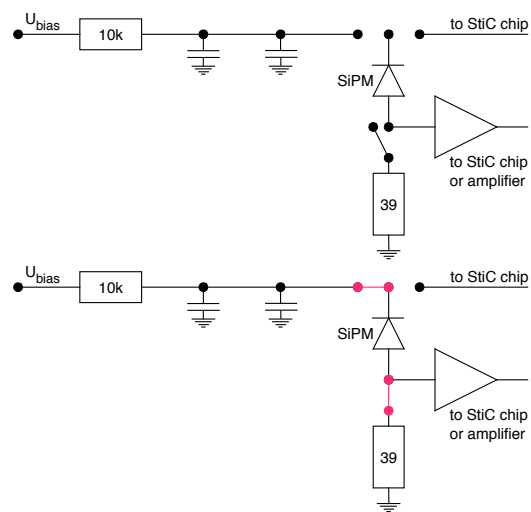 U_bias
10k
to StiC chip
SiPM
to StiC chip
or amplifier
39
U_bias
10k
to StiC chip
SiPM
to StiC chip
or amplifier
39